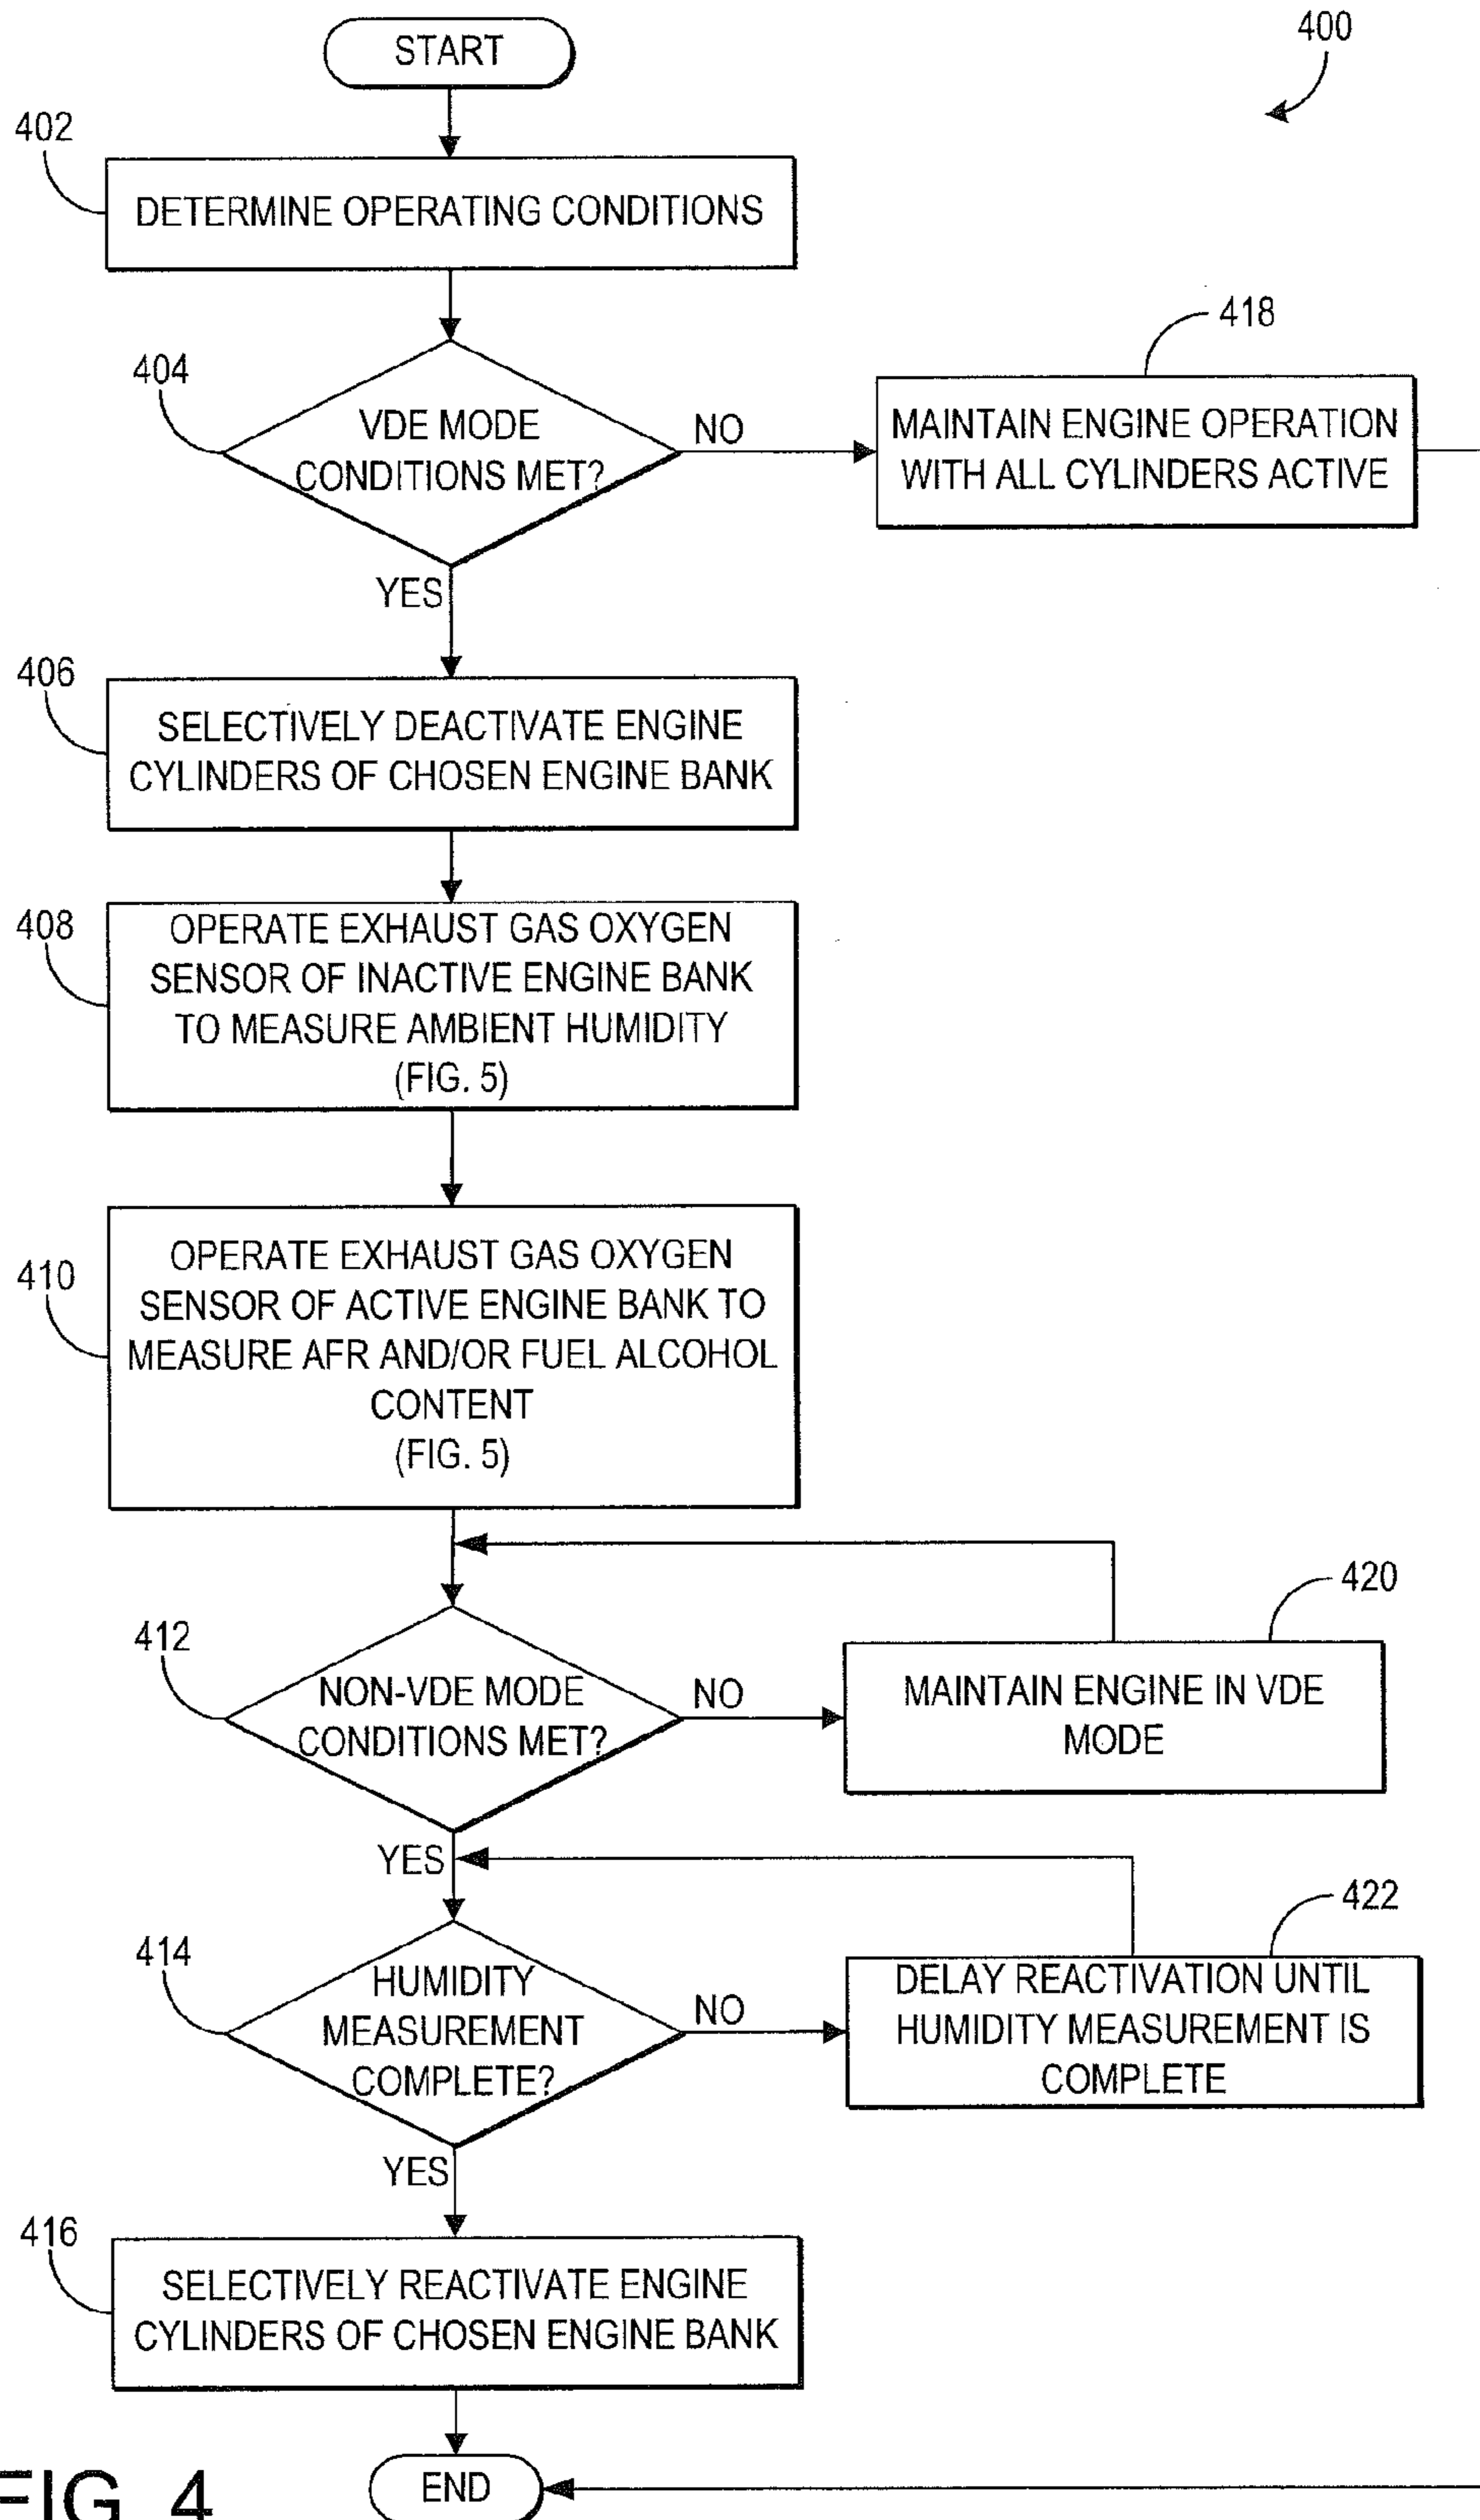 START
400
402
DETERMINE OPERATING CONDITIONS
418
404
VDE MODE
CONDITIONS MET?
NO
MAINTAIN ENGINE OPERATION
WITH ALL CYLINDERS ACTIVE
YES
406
SELECTIVELY DEACTIVATE ENGINE
CYLINDERS OF CHOSEN ENGINE BANK
408
OPERATE EXHAUST GAS OXYGEN
SENSOR OF INACTIVE ENGINE BANK
TO MEASURE AMBIENT HUMIDITY
(FIG. 5)
410
OPERATE EXHAUST GAS OXYGEN
SENSOR OF ACTIVE ENGINE BANK TO
MEASURE AFR AND/OR FUEL ALCOHOL
CONTENT
(FIG. 5)
420
412
NON-VDE MODE
CONDITIONS MET?
NO
MAINTAIN ENGINE IN VDE
MODE
YES
422
414
HUMIDITY
MEASUREMENT
COMPLETE?
NO
DELAY REACTIVATION UNTIL
HUMIDITY MEASUREMENT IS
COMPLETE
YES
416
SELECTIVELY REACTIVATE ENGINE
CYLINDERS OF CHOSEN ENGINE BANK
END
FIG. 4